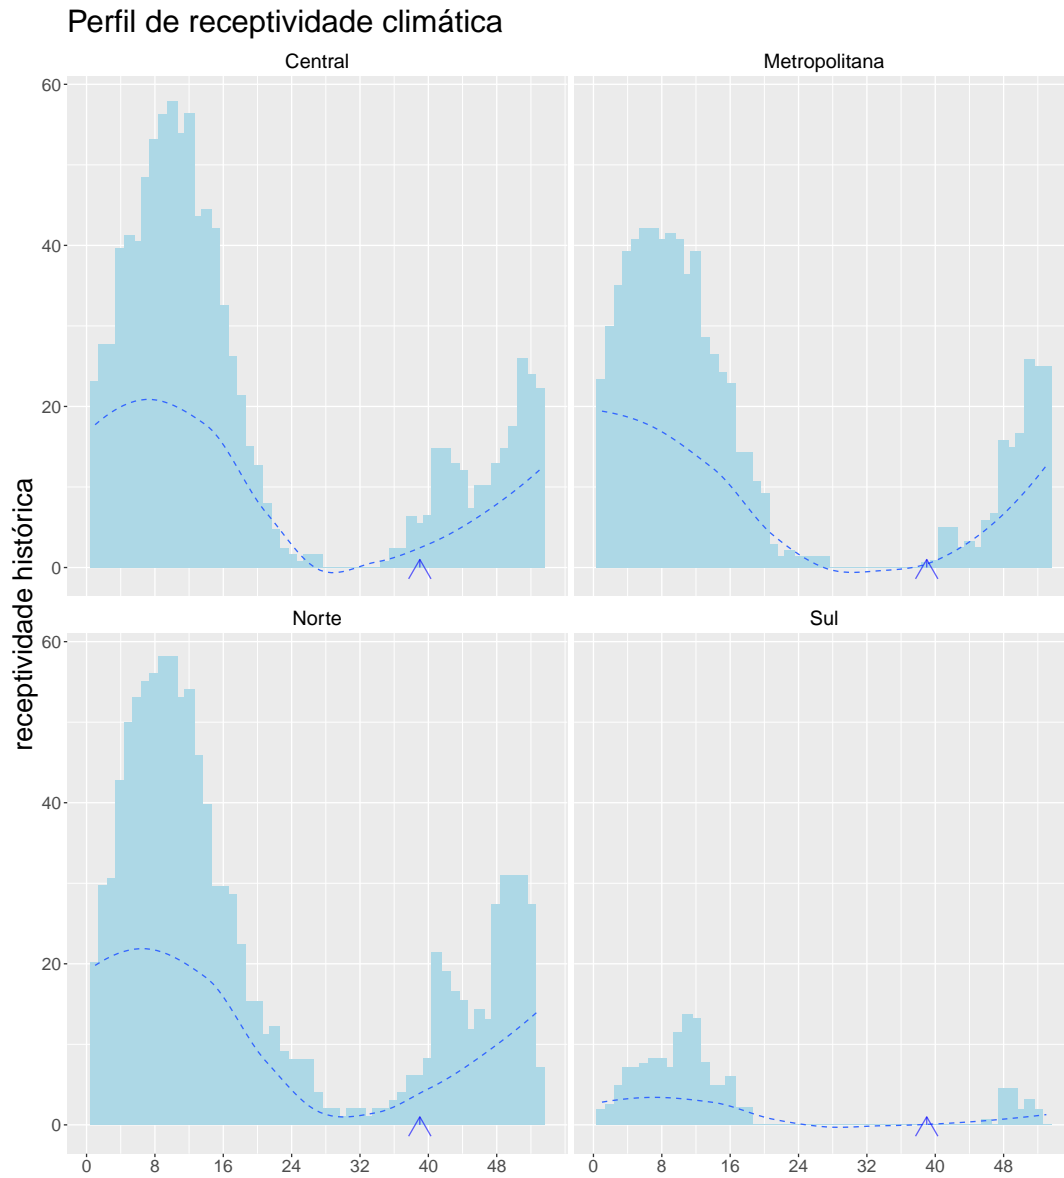 Perfil de receptividade climática
Central
Metropolitana
60
40
20
0
receptividade histórica
Norte
Sul
60
40
20
0
0 8 16 24 32 40 48
0 8 16 24 32 40 48